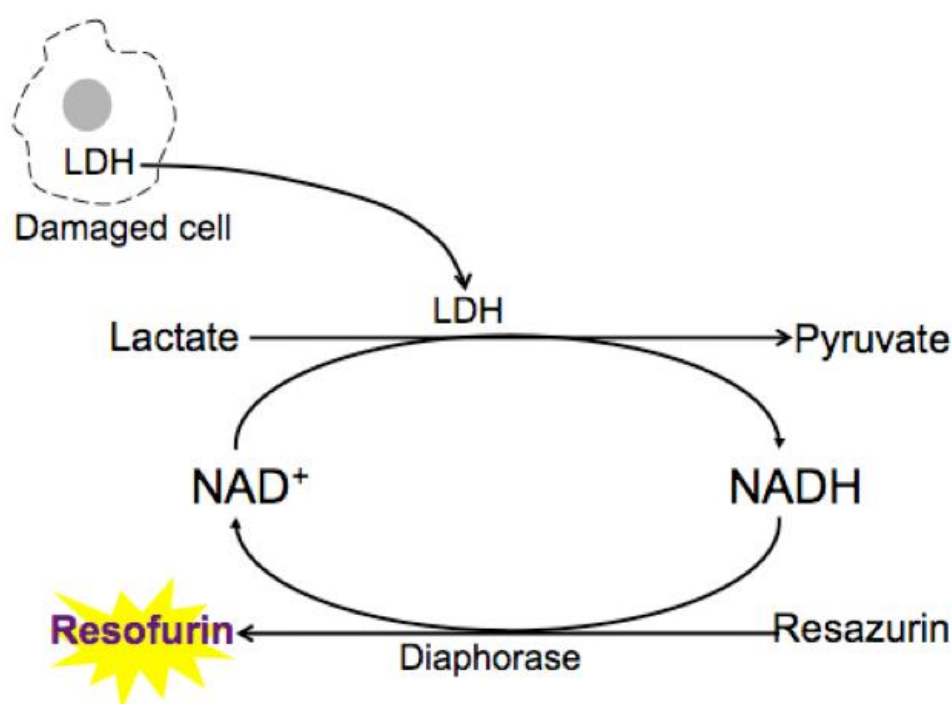 LDH
Damaged cell
LDH
Lactate
Pyruvate
NAD⁺
NADH
Resofurin
Resazurin
Diaphorase